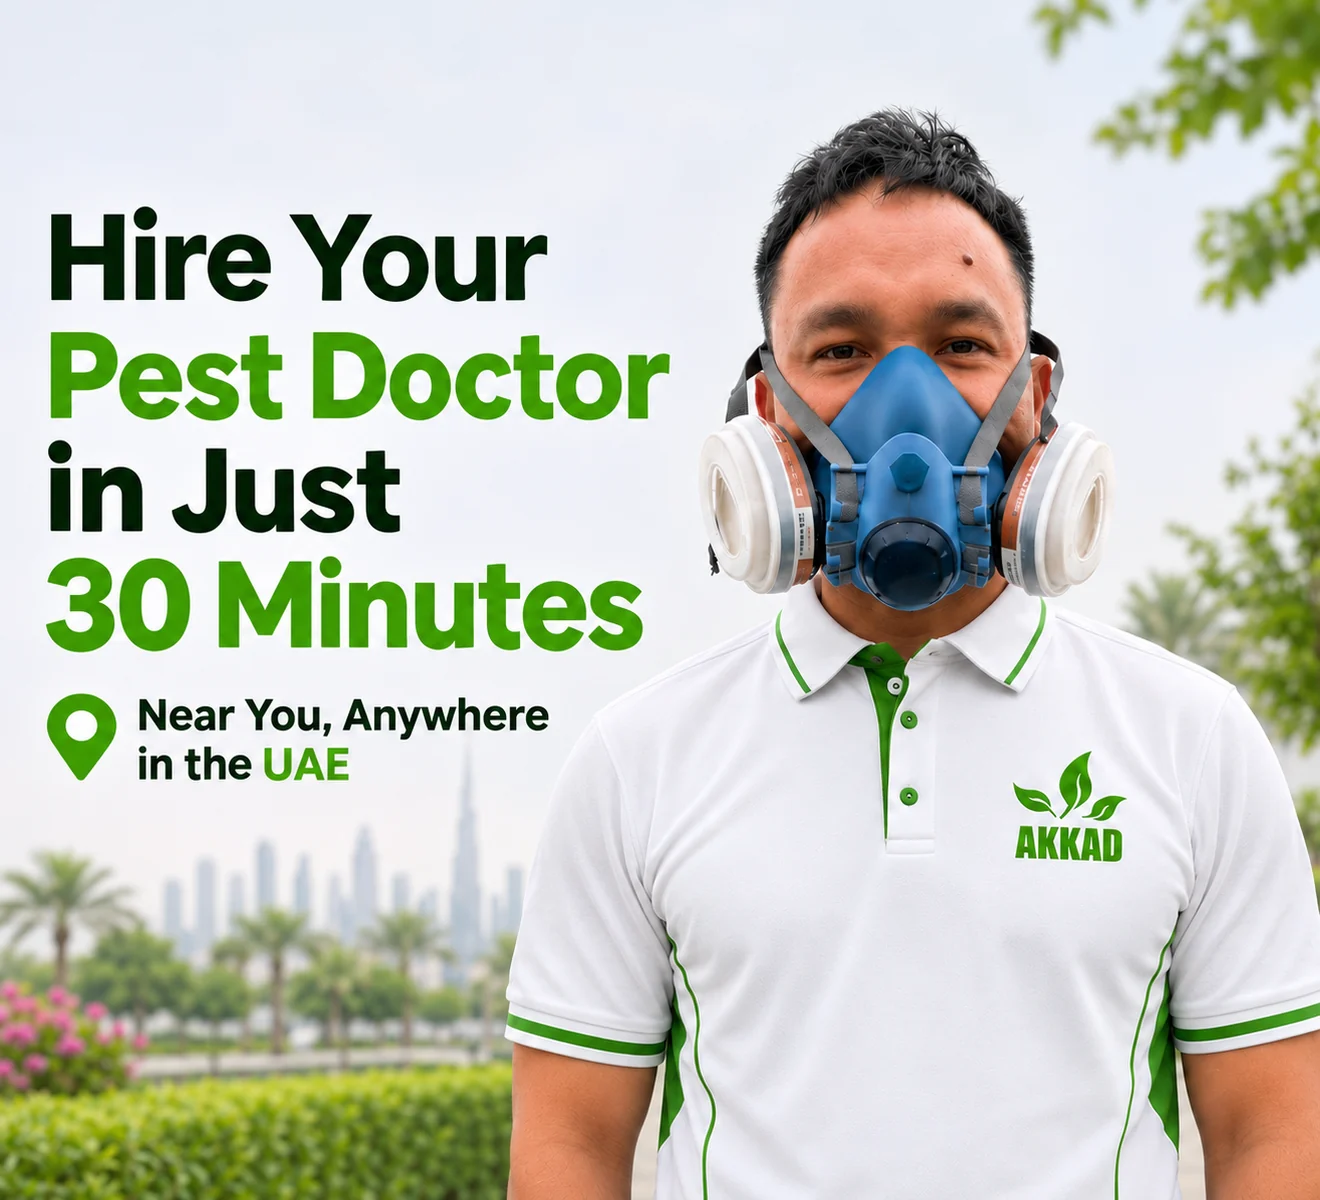 Hire Your
Pest Doctor
in Just
30 Minutes
Near You, Anywhere
in the UAE
AKKAD